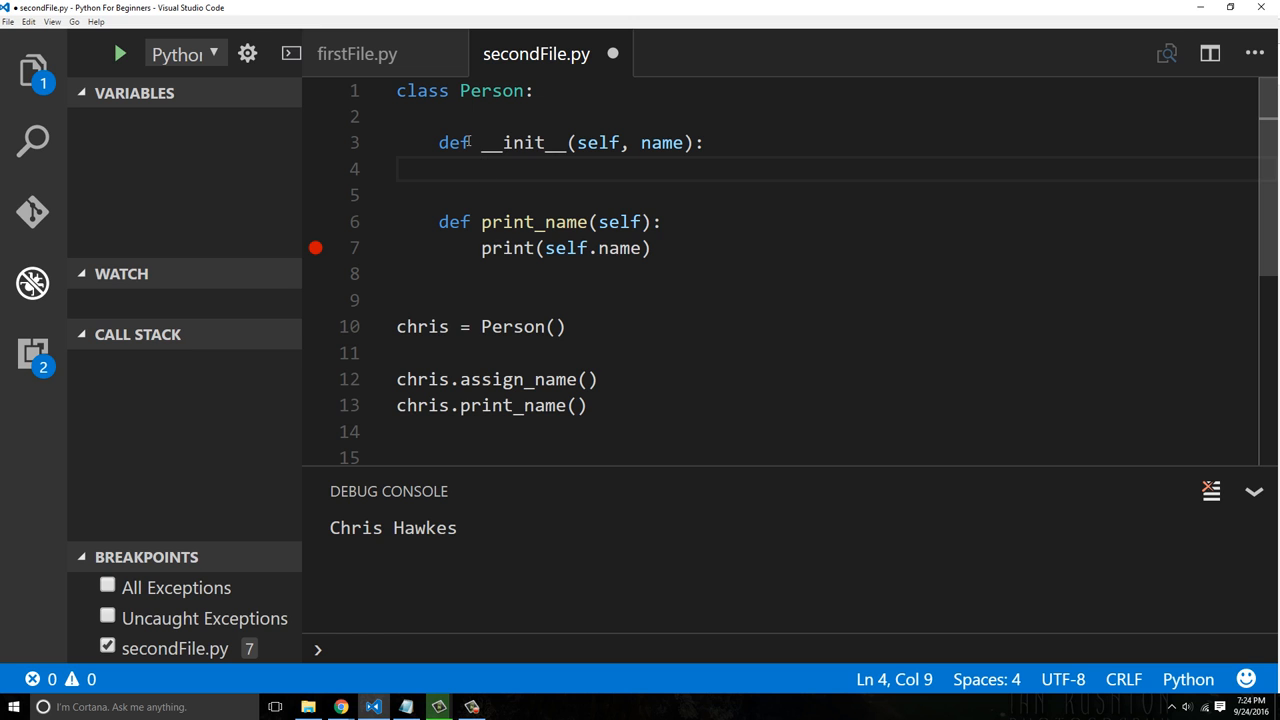 ● secondFile.py - Python For Beginners - Visual Studio Code
File Edit View Go Help
Python
firstFile.py
secondFile.py
1
VARIABLES
WATCH
CALL STACK
2
BREAKPOINTS
All Exceptions
Uncaught Exceptions
secondFile.py 7
1 class Person:
2
3 def __init__(self, name):
4
5
6 def print_name(self):
7 print(self.name)
8
9
10 chris = Person()
11
12 chris.assign_name()
13 chris.print_name()
14
15
DEBUG CONSOLE
Chris Hawkes
0 0
Ln 4, Col 9 Spaces: 4 UTF-8 CRLF Python
I'm Cortana. Ask me anything.
7:24 PM
9/24/2016